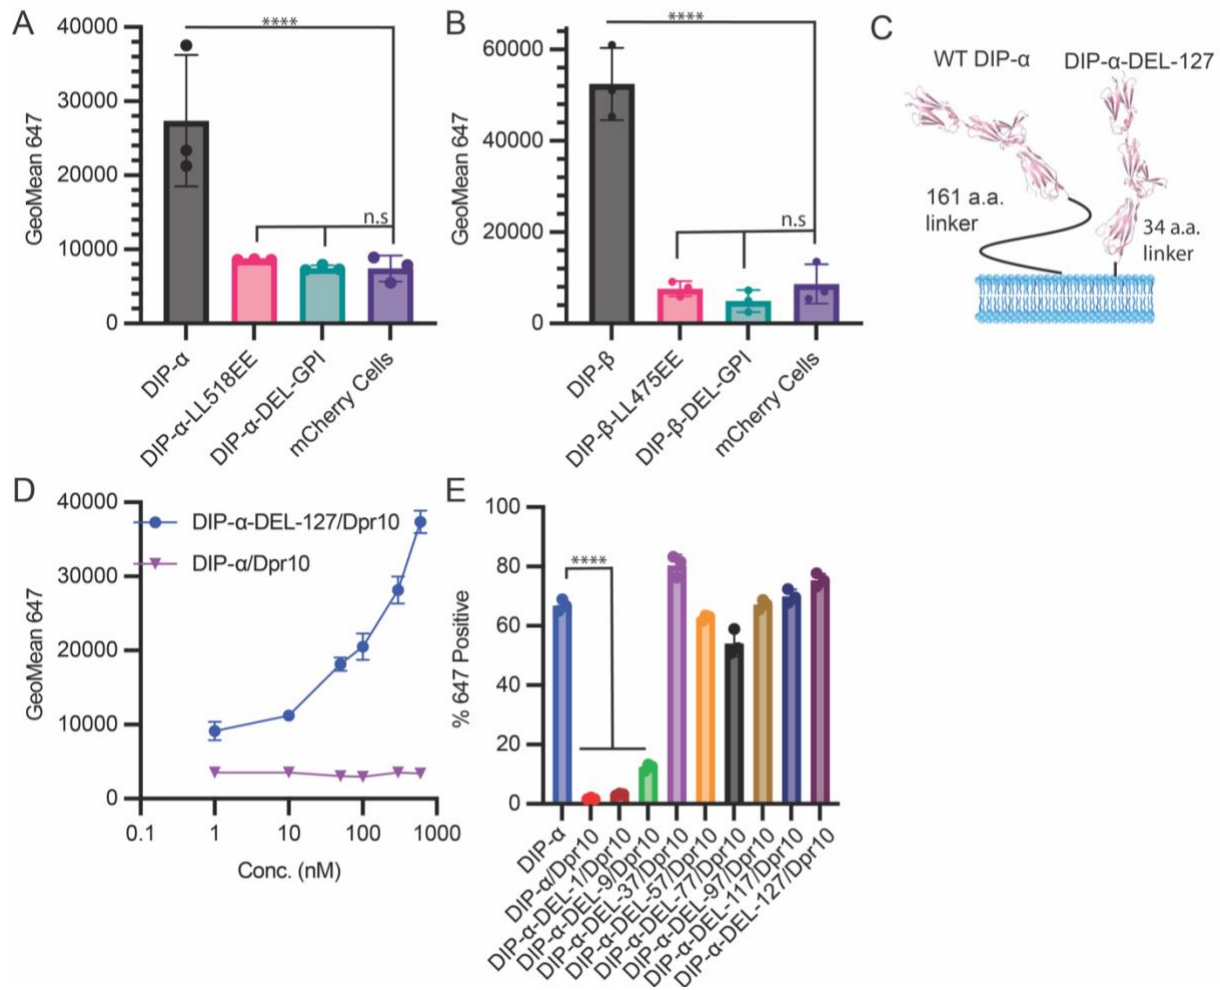 A
****
40000
30000
20000
10000
0
GeoMean 647
n.s
DIP-α
DIP-α-LL518EE
DIP-α-DEL-GPI
mCherry Cells
B
****
60000
40000
20000
0
GeoMean 647
n.s
DIP-β
DIP-β-LL475EE
DIP-β-DEL-GPI
mCherry Cells
C
WT DIP-α
DIP-α-DEL-127
161 a.a.
linker
34 a.a.
linker
D
40000
30000
20000
10000
0
GeoMean 647
DIP-α-DEL-127/Dpr10
DIP-α/Dpr10
0.1 1 10 100 1000
Conc. (nM)
E
100
80
60
40
20
0
% 647 Positive
****
DIP-α
DIP-α/Dpr10
DIP-α-DEL-1/Dpr10
DIP-α-DEL-9/Dpr10
DIP-α-DEL-37/Dpr10
DIP-α-DEL-57/Dpr10
DIP-α-DEL-77/Dpr10
DIP-α-DEL-97/Dpr10
DIP-α-DEL-117/Dpr10
DIP-α-DEL-127/Dpr10